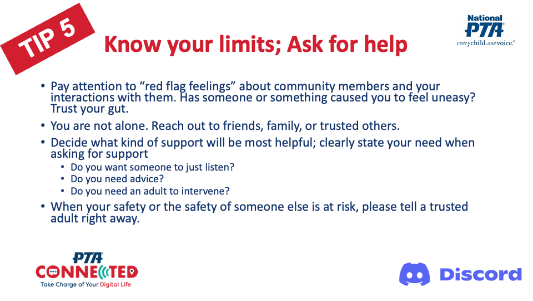 TIP 5
Know your limits; Ask for help
National
PTA
everychild.onevoice.
• Pay attention to “red flag feelings” about community members and your
interactions with them. Has someone or something caused you to feel uneasy?
Trust your gut.
• You are not alone. Reach out to friends, family, or trusted others.
• Decide what kind of support will be most helpful; clearly state your need when
asking for support
• Do you want someone to just listen?
• Do you need advice?
• Do you need an adult to intervene?
• When your safety or the safety of someone else is at risk, please tell a trusted
adult right away.
PTA
CONNECTED
Take Charge of Your Digital Life
Discord